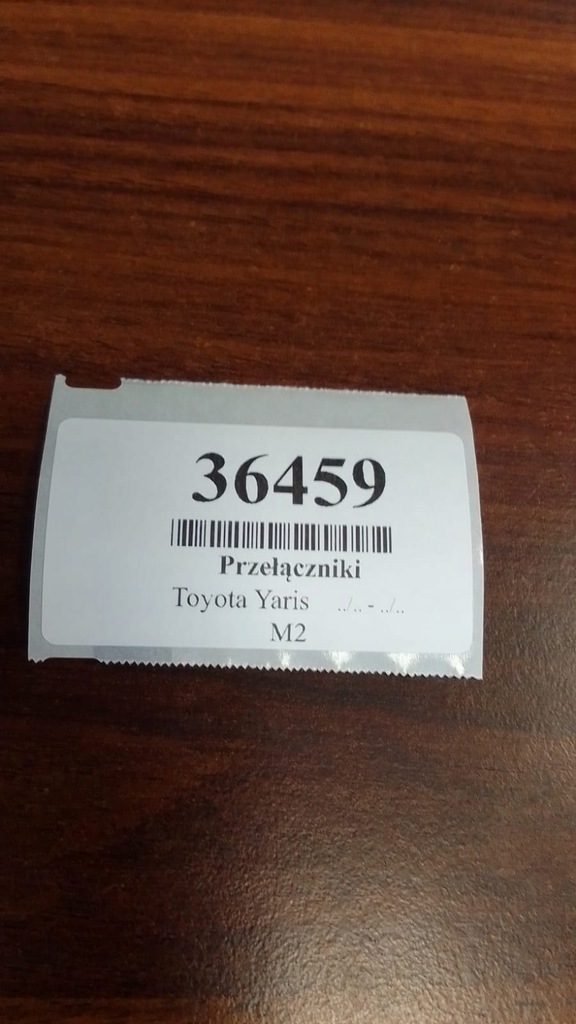 36459
Przełączniki
Toyota Yaris ../.. - ../..
M2